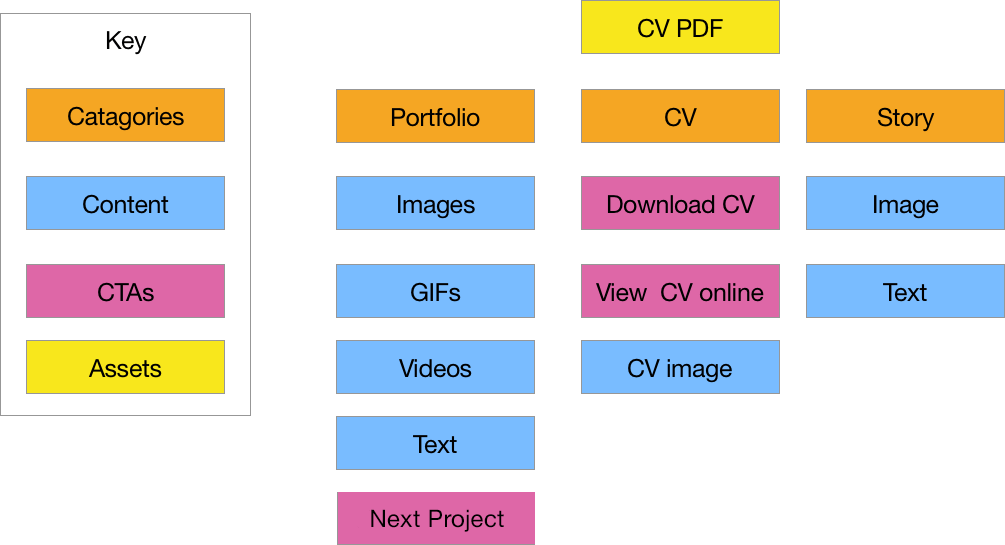 Key
Catagories
Content
CTAs
Assets
Portfolio
Images
GIFs
Videos
Text
Next Project
CV PDF
CV
Download CV
View  CV online
CV image
Story
Image
Text